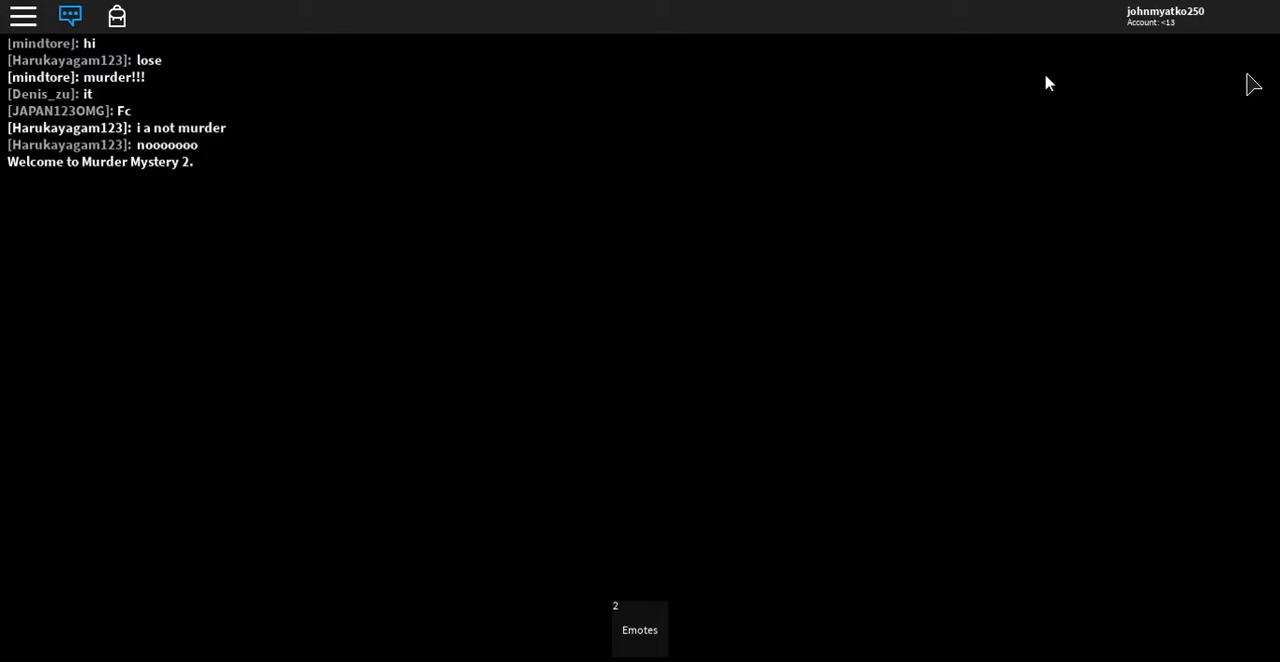 johnmyatko250
Account: <13
[mindtore]: hi
[Harukayagam123]: lose
[mindtore]: murder!!!
[Denis_zu]: it
[JAPAN123OMG]: Fc
[Harukayagam123]: i a not murder
[Harukayagam123]: nooooooo
Welcome to Murder Mystery 2.
2
Emotes